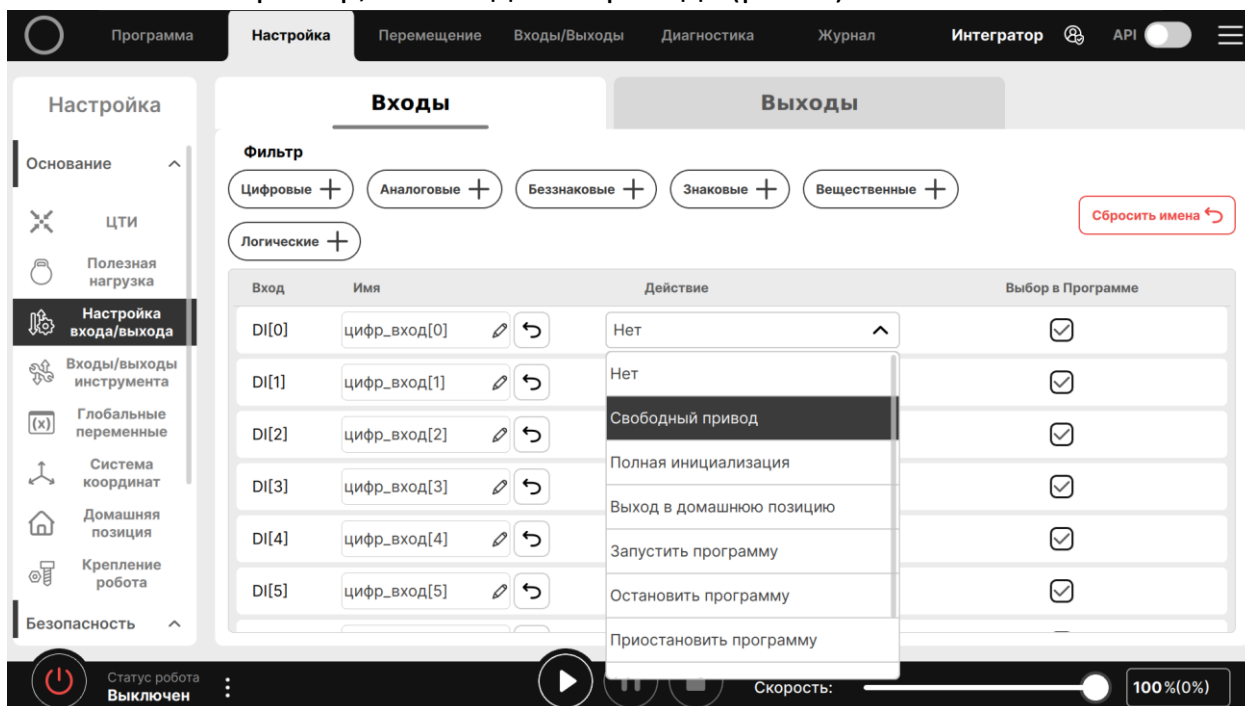 Программа Настройка Перемещение Входы/Выходы Диагностика Журнал Интегратор API
Настройка
Основание
ЦТИ
Полезная
нагрузка
Настройка
входа/выхода
Входы/выходы
инструмента
Глобальные
переменные
Система
координат
Домашняя
позиция
Крепление
робота
Безопасность
Входы Выходы
Фильтр
Цифровые Аналоговые Беззнаковые Знаковые Вещественные
Логические
Сбросить имена
Вход Имя Действие Выбор в Программе
DI[0] цифр_вход[0] Нет
DI[1] цифр_вход[1]
DI[2] цифр_вход[2]
DI[3] цифр_вход[3]
DI[4] цифр_вход[4]
DI[5] цифр_вход[5]
Нет
Свободный привод
Полная инициализация
Выход в домашнюю позицию
Запустить программу
Остановить программу
Приостановить программу
Статус робота
Выключен
Скорость: 100%(0%)